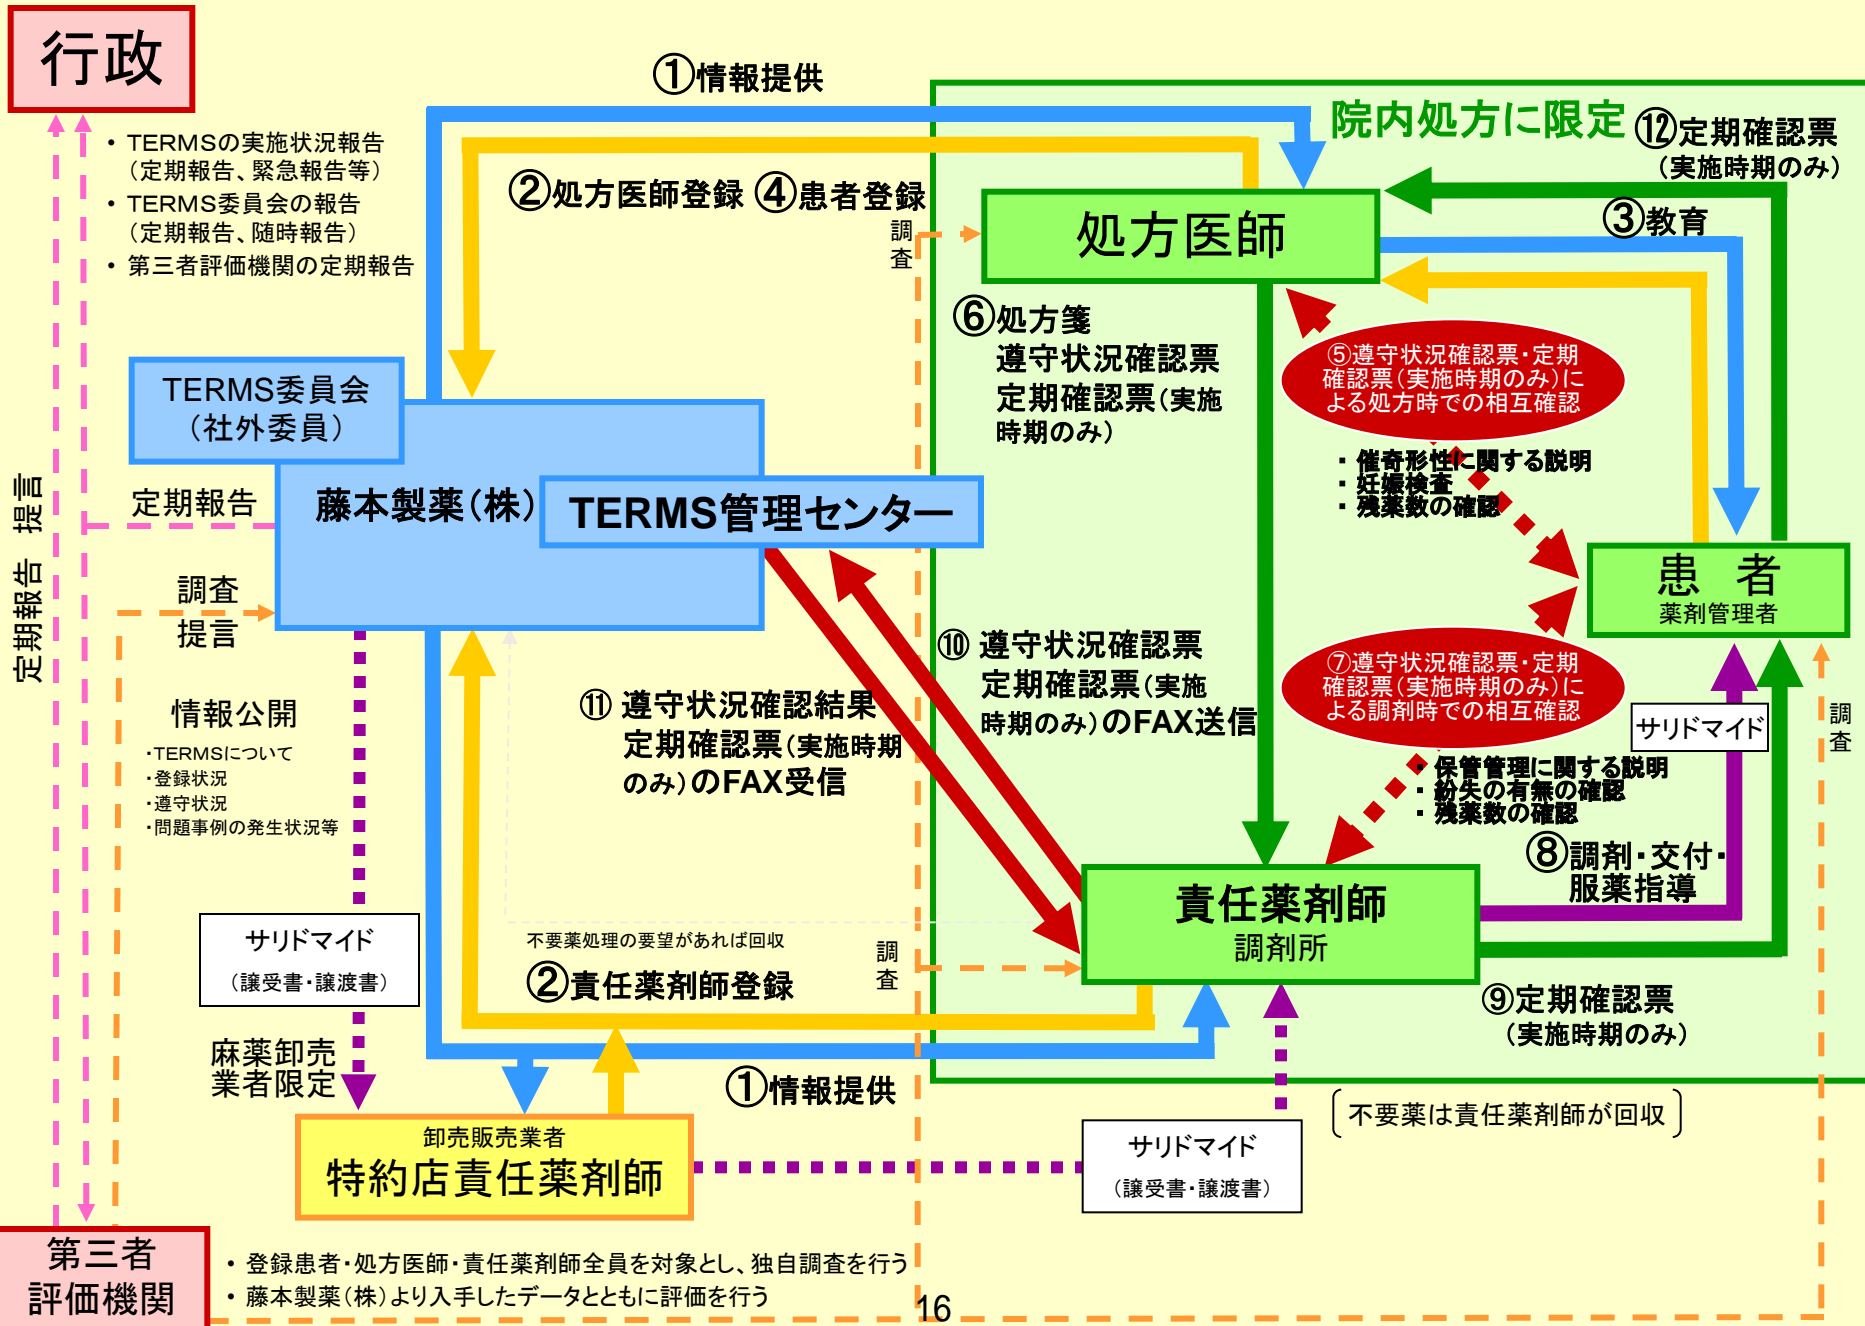 行政
・TERMSの実施状況報告
（定期報告、緊急報告等）
・TERMS委員会の報告
（定期報告、随時報告）
・第三者評価機関の定期報告
①情報提供
②処方医師登録 ④患者登録
院内処方に限定
⑫定期確認票
（実施時期のみ）
調査
処方医師
③教育
⑥処方箋
遵守状況確認票
定期確認票（実施
時期のみ）
⑤遵守状況確認票・定期
確認票（実施時期のみ）に
よる処方時での相互確認
・催奇形性に関する説明
・妊娠検査
・残薬数の確認
TERMS委員会
（社外委員）
藤本製薬（株）
TERMS管理センター
定期報告
定期報告 提言
調査
提言
患 者
薬剤管理者
情報公開
・TERMSについて
・登録状況
・遵守状況
・問題事例の発生状況等
⑪ 遵守状況確認結果
定期確認票（実施時期
のみ）のFAX受信
⑩ 遵守状況確認票
定期確認票（実施
時期のみ）のFAX送信
⑦遵守状況確認票・定期
確認票（実施時期のみ）に
よる調剤時での相互確認
・保管管理に関する説明
・紛失の有無の確認
・残薬数の確認
サリドマイド
調査
⑧調剤・交付・
服薬指導
責任薬剤師
調剤所
サリドマイド
（譲受書・譲渡書）
不要薬処理の要望があれば回収
②責任薬剤師登録
調査
⑨定期確認票
（実施時期のみ）
麻薬卸売
業者限定
①情報提供
卸売販売業者
特約店責任薬剤師
サリドマイド
（譲受書・譲渡書）
〔不要薬は責任薬剤師が回収〕
第三者
評価機関
・登録患者・処方医師・責任薬剤師全員を対象とし、独自調査を行う
・藤本製薬（株）より入手したデータとともに評価を行う
16